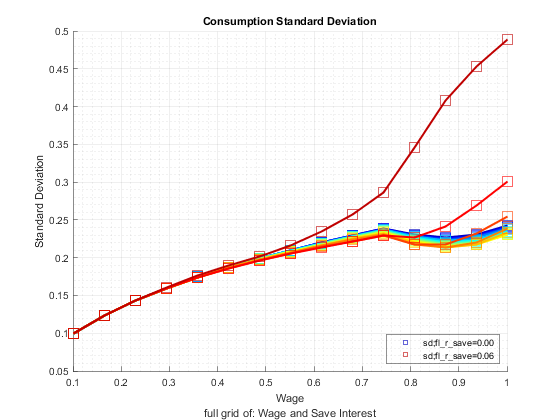 Consumption Standard Deviation
0.5
0.45
0.4
0.35
0.3
0.25
0.2
0.15
0.1
0.05
Standard Deviation
sd;fl_r_save=0.00
sd;fl_r_save=0.06
0.1 0.2 0.3 0.4 0.5 0.6 0.7 0.8 0.9 1
Wage
full grid of: Wage and Save Interest